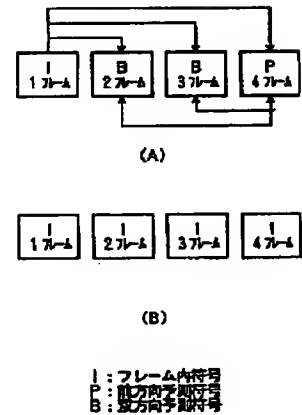 I B B P
1フレーム 2フレーム 3フレーム 4フレーム
(A)
I I I I
1フレーム 2フレーム 3フレーム 4フレーム
(B)
I：フレーム内符号
P：前方向予測符号
B：双方向予測符号